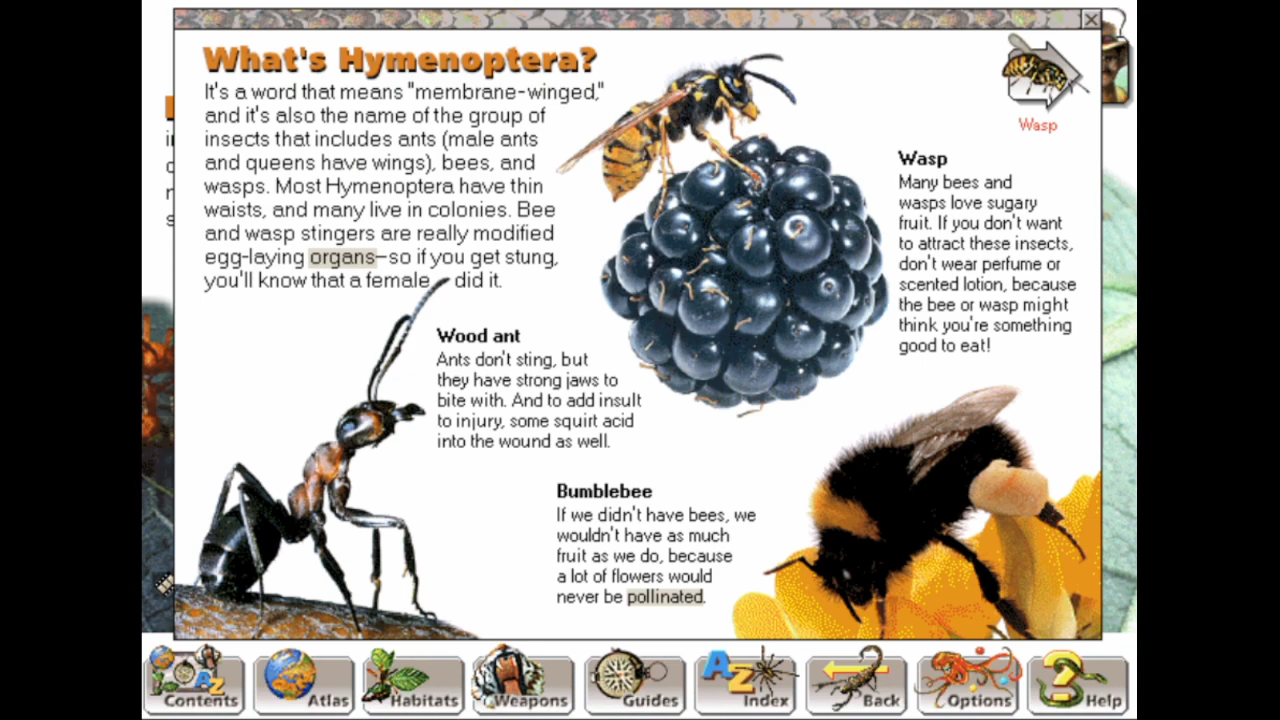 What's Hymenoptera?
It's a word that means "membrane-winged,"
and it's also the name of the group of
insects that includes ants (male ants
and queens have wings), bees, and
wasps. Most Hymenoptera have thin
waists, and many live in colonies. Bee
and wasp stingers are really modified
egg-laying organs–so if you get stung,
you'll know that a female did it.
Wasp
Wasp
Many bees and
wasps love sugary
fruit. If you don't want
to attract these insects,
don't wear perfume or
scented lotion, because
the bee or wasp might
think you're something
good to eat!
Wood ant
Ants don't sting, but
they have strong jaws to
bite with. And to add insult
to injury, some squirt acid
into the wound as well.
Bumblebee
If we didn't have bees, we
wouldn't have as much
fruit as we do, because
a lot of flowers would
never be pollinated.
AZ
Contents
Atlas
Habitats
Weapons
Guides
AZ
Index
Back
Options
?
Help